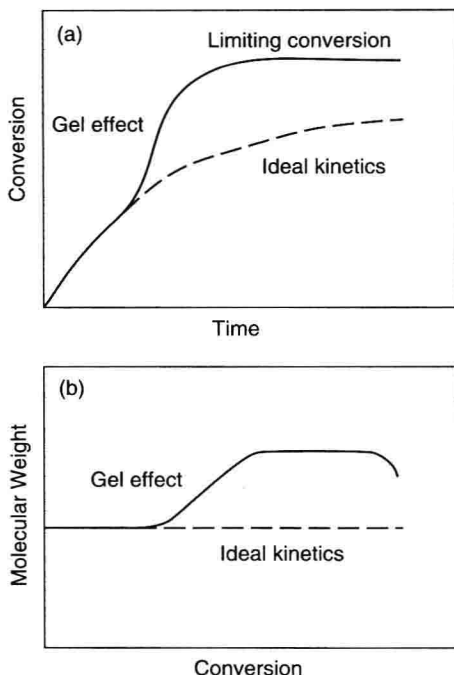 (a)
Limiting conversion
Gel effect
Ideal kinetics
Conversion
Time
(b)
Gel effect
Ideal kinetics
Molecular Weight
Conversion